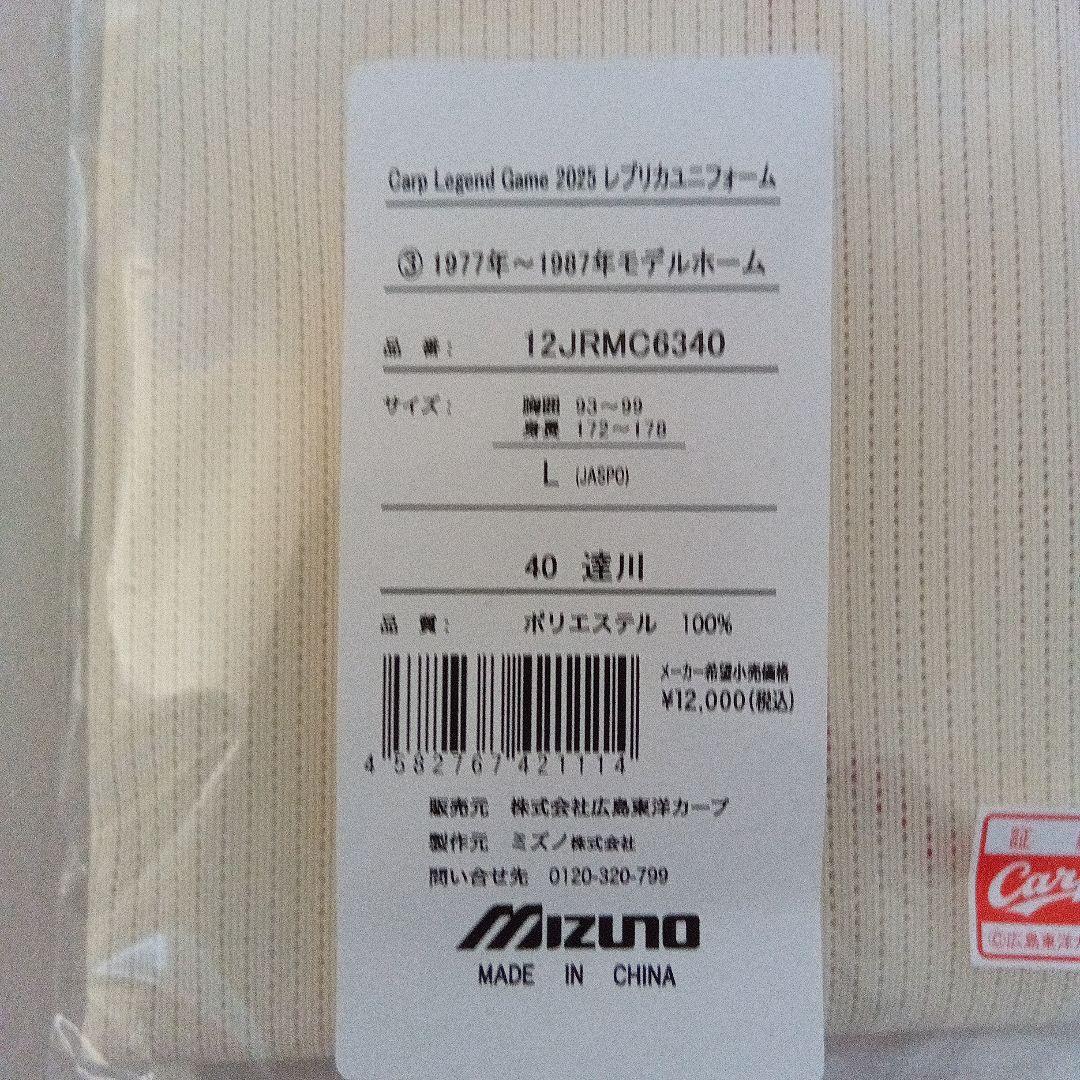 Carp Legend Game 2025 レプリカユニフォーム
③ 1977年～1987年モデルホーム
品 番： 12JRMC6340
サイズ： 胸囲 93～99
身長 172～178
L (JASPO)
40 達川
品 質： ポリエステル 100%
メーカー希望小売価格
¥12,000(税込)
4 582767 421114
販売元 株式会社広島東洋カープ
製作元 ミズノ株式会社
問い合せ先 0120-320-799
MIZUNO
MADE IN CHINA
証
Carp
©広島東洋